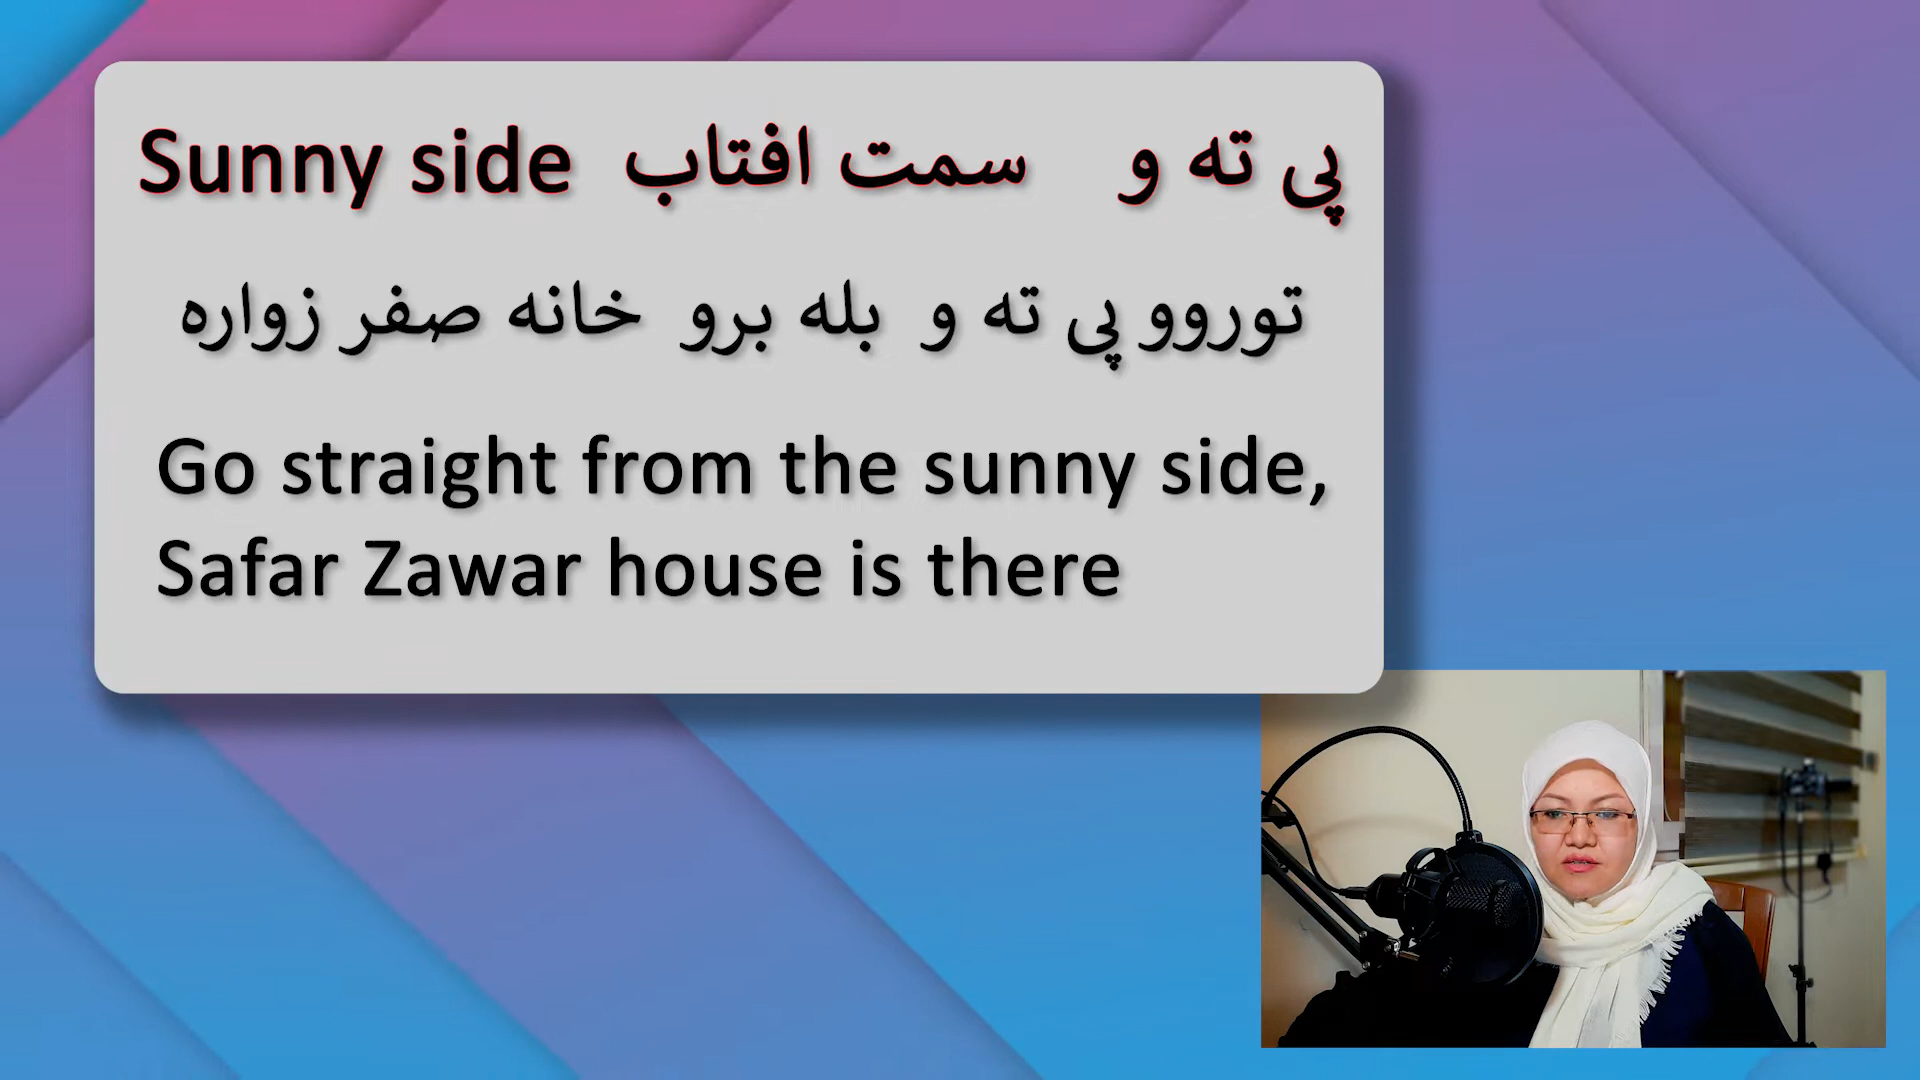 Sunny side سمت افتاب پی ته و
توروو پی ته و بله برو خانه صفر زواره
Go straight from the sunny side,
Safar Zawar house is there